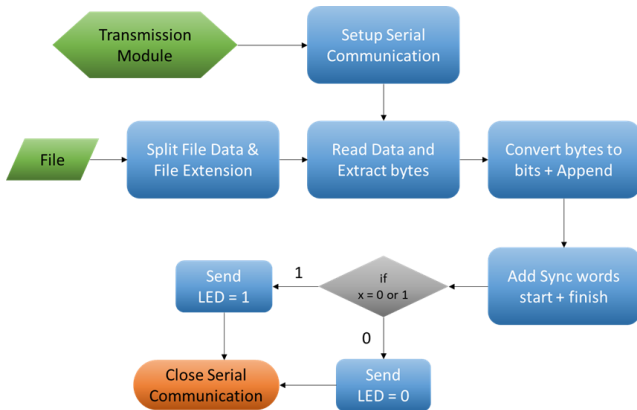 Transmission
Module
Setup Serial
Communication
File
Split File Data &
File Extension
Read Data and
Extract bytes
Convert bytes to
bits + Append
Add Sync words
start + finish
if
x = 0 or 1
1
Send
LED = 1
0
Send
LED = 0
Close Serial
Communication